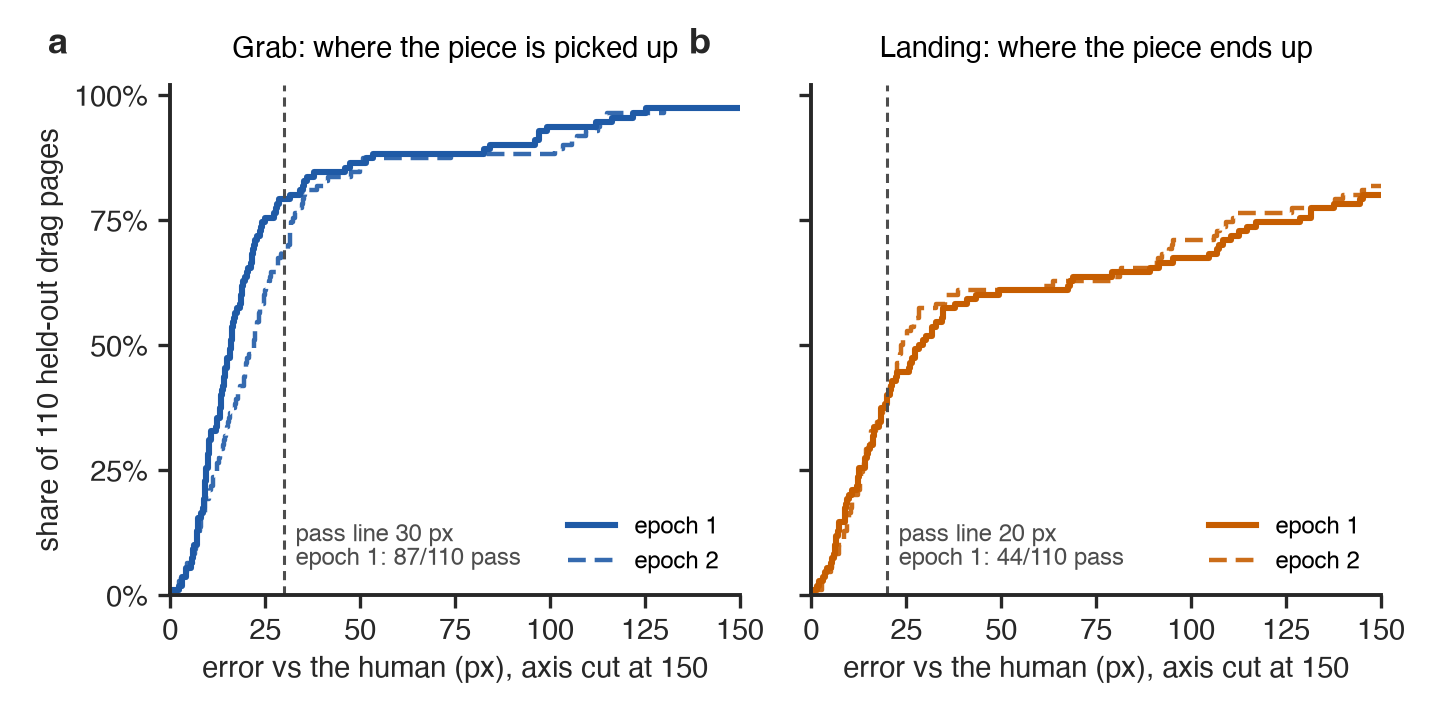 a
Grab: where the piece is picked up
b
Landing: where the piece ends up
share of 110 held-out drag pages
100%
75%
50%
25%
0%
pass line 30 px
epoch 1: 87/110 pass
epoch 1
epoch 2
0 25 50 75 100 125 150
error vs the human (px), axis cut at 150
pass line 20 px
epoch 1: 44/110 pass
epoch 1
epoch 2
0 25 50 75 100 125 150
error vs the human (px), axis cut at 150